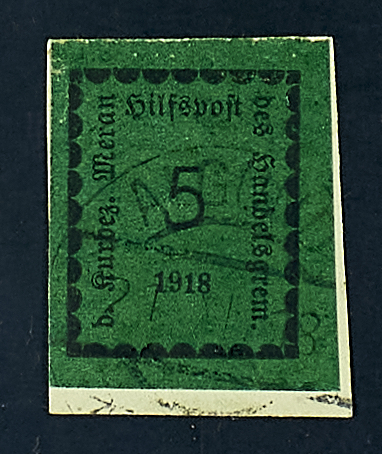 Hilfspost
des Handelsgrem.
b. Kurbez. Meran
5
1918